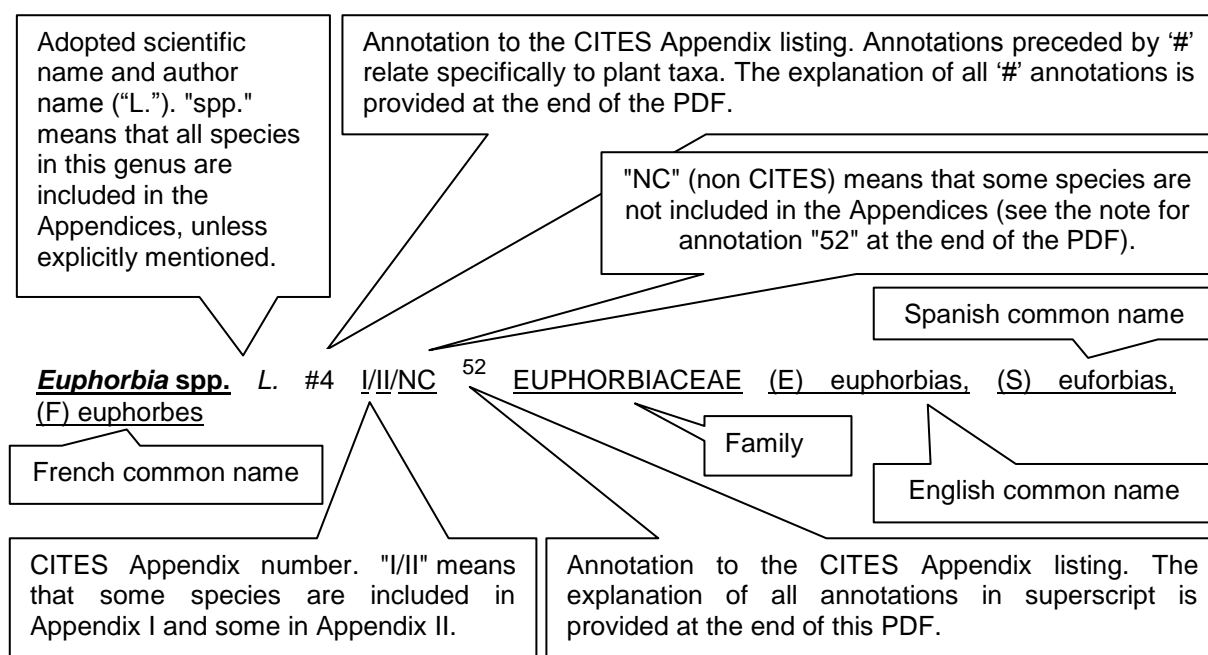 Adopted scientific
name and author
name (“L.”). "spp."
means that all species
in this genus are
included in the
Appendices, unless
explicitly mentioned.
Annotation to the CITES Appendix listing. Annotations preceded by ‘#’
relate specifically to plant taxa. The explanation of all ‘#’ annotations is
provided at the end of the PDF.
"NC" (non CITES) means that some species are
not included in the Appendices (see the note for
annotation "52" at the end of the PDF).
Spanish common name
Euphorbia spp. L. #4 I/II/NC 52 EUPHORBIACEAE (E) euphorbias, (S) euforbias,
(F) euphorbes
French common name
Family
English common name
CITES Appendix number. "I/II" means
that some species are included in
Appendix I and some in Appendix II.
Annotation to the CITES Appendix listing. The
explanation of all annotations in superscript is
provided at the end of this PDF.